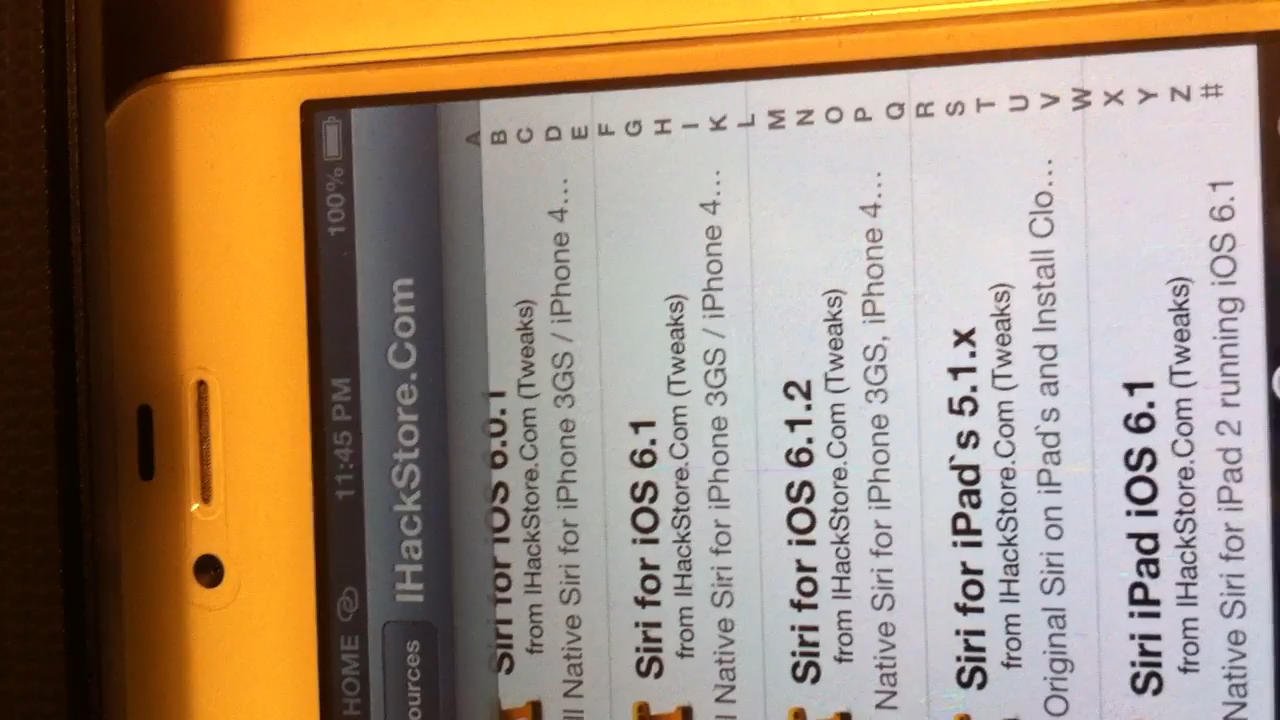 HOME 11:45 PM 100%
ources IHackStore.Com
Siri for iOS 6.0.1
from IHackStore.Com (Tweaks)
ll Native Siri for iPhone 3GS / iPhone 4...
Siri for iOS 6.1
from IHackStore.Com (Tweaks)
l Native Siri for iPhone 3GS / iPhone 4...
Siri for iOS 6.1.2
from IHackStore.Com (Tweaks)
Native Siri for iPhone 3GS, iPhone 4...
Siri for iPad`s 5.1.x
from IHackStore.Com (Tweaks)
Original Siri on iPad`s and Install Clo...
Siri iPad iOS 6.1
from IHackStore.Com (Tweaks)
Native Siri for iPad 2 running iOS 6.1
A
B
C
D
E
F
G
H
I
K
L
M
N
O
P
Q
R
S
T
U
V
W
X
Y
Z
#